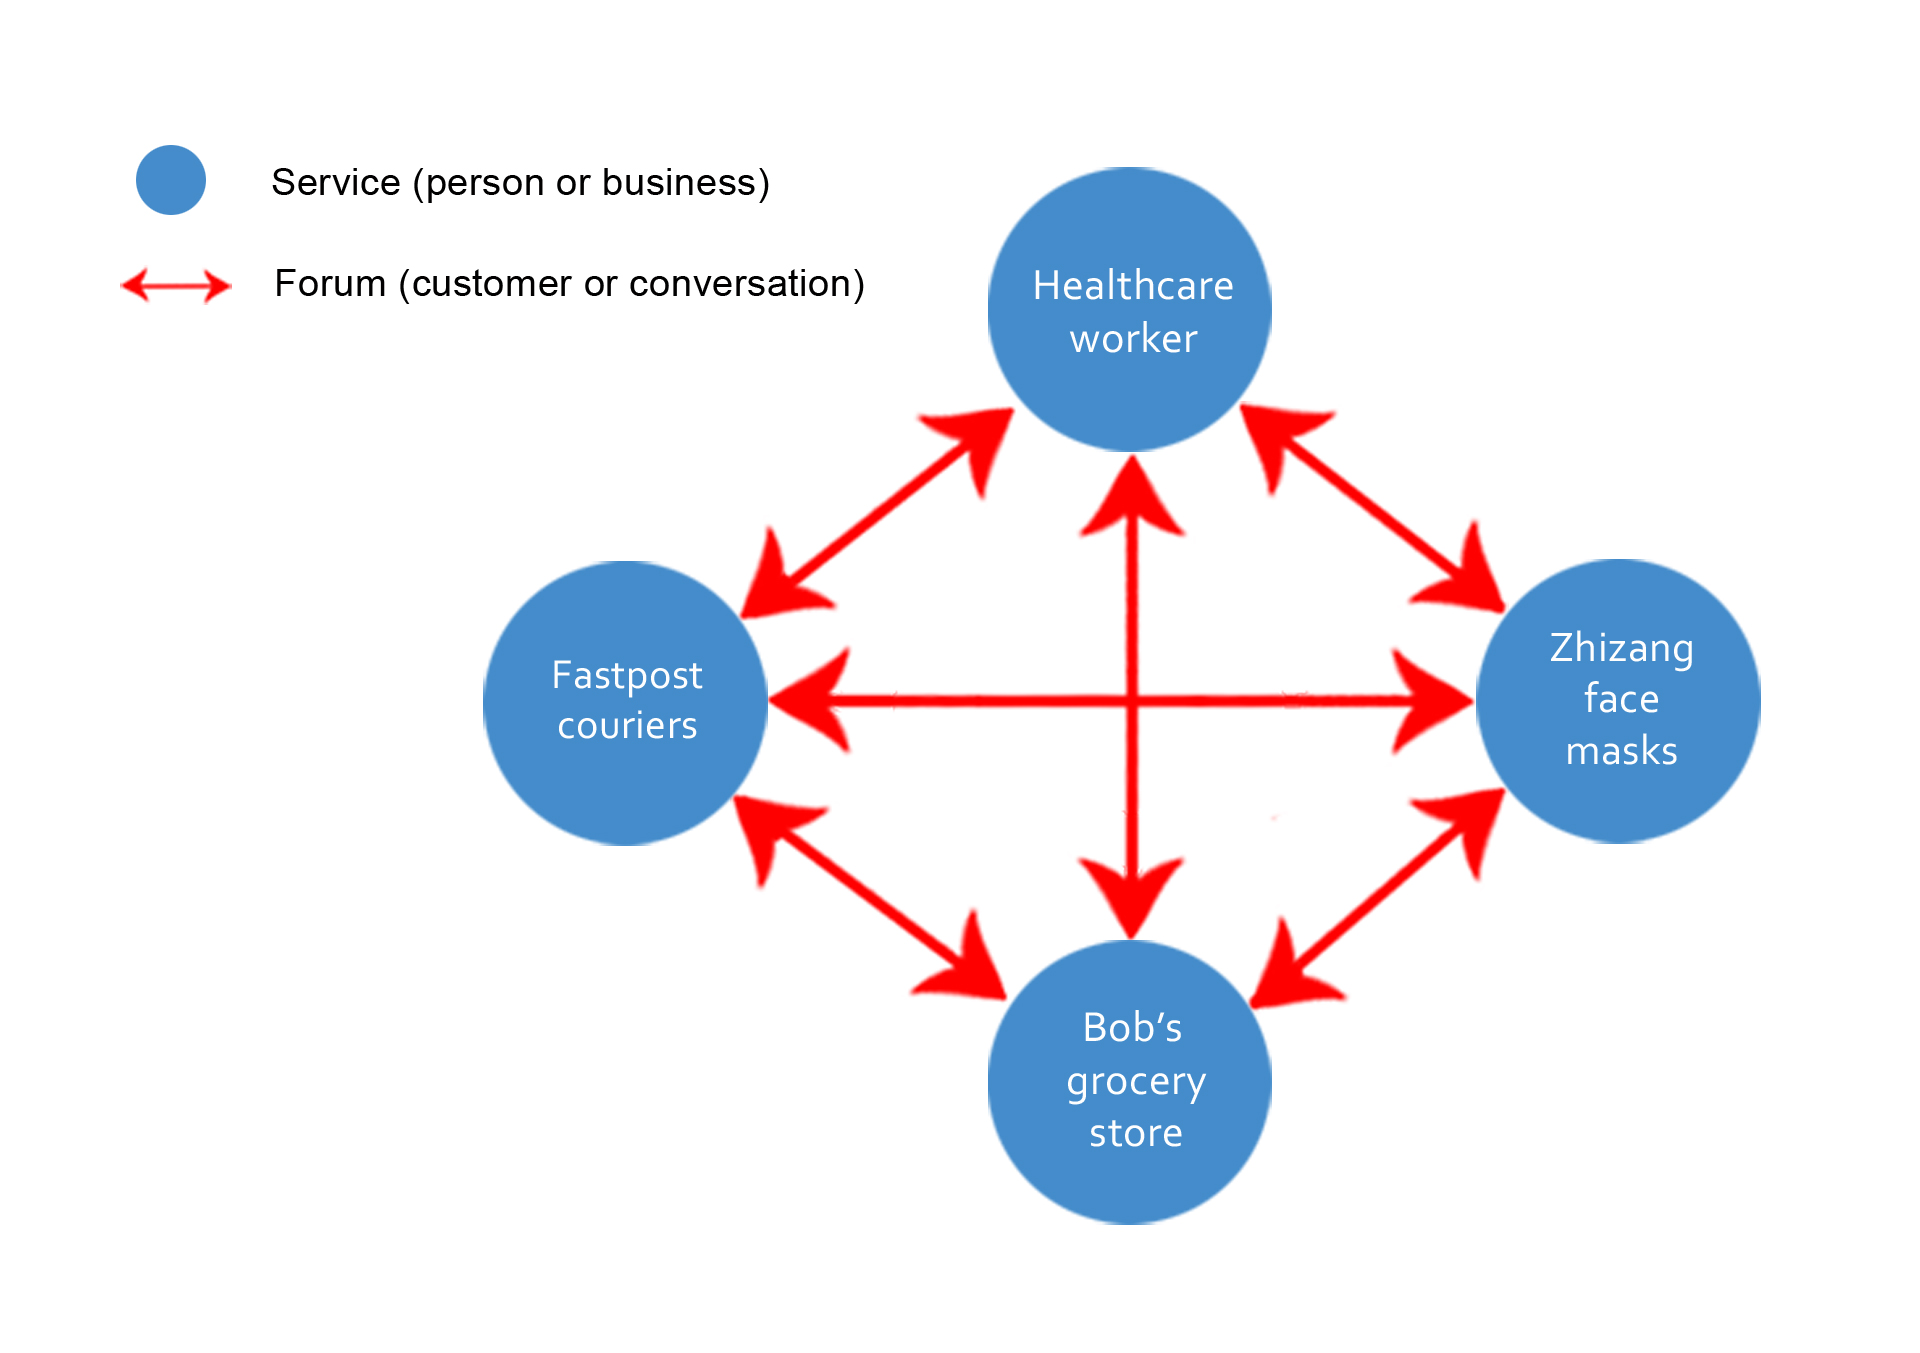 Service (person or business)
Forum (customer or conversation)
Healthcare
worker
Fastpost
couriers
Zhizang
face
masks
Bob’s
grocery
store